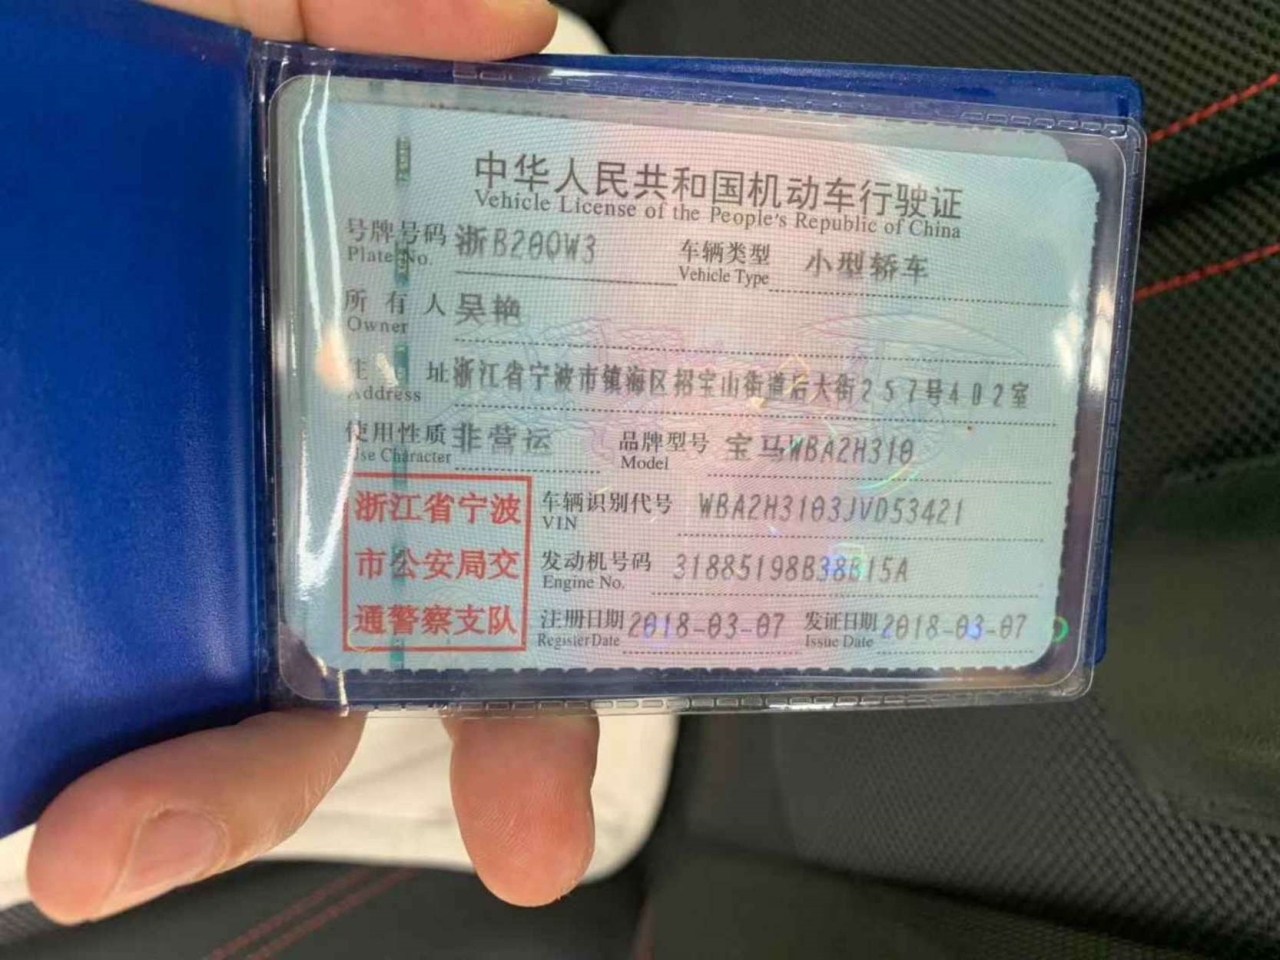 中华人民共和国机动车行驶证
Vehicle License of the People's Republic of China
号牌号码 浙B20QW3 车辆类型 小型轿车
Plate No. Vehicle Type
所有人 吴艳
Owner
住 址 浙江省宁波市镇海区招宝山街道后大街257号402室
Address
使用性质 非营运 品牌型号 宝马WBA2H310
Use Character Model
浙江省宁波
市公安局交
通警察支队
车辆识别代号 WBA2H3103JVD53421
VIN
发动机号码 31885198B38B15A
Engine No.
注册日期 2018-03-07 发证日期 2018-03-07
Register Date Issue Date